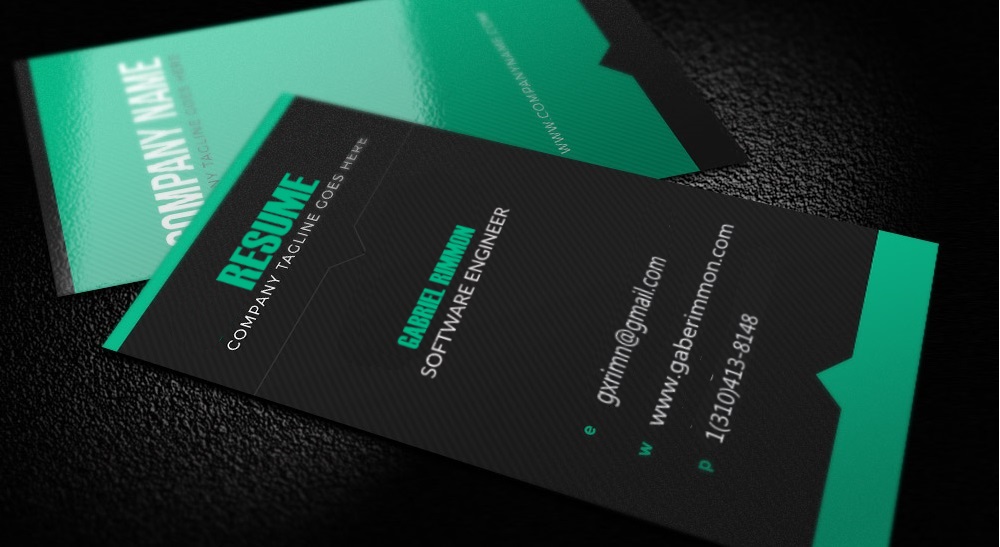 COMPANY NAME
TAGLINE GOES HERE
WWW.COMPANYNAME.COM
RESUME
COMPANY TAGLINE GOES HERE
GABRIEL RIMMON
SOFTWARE ENGINEER
e gxrimn@gmail.com
w www.gaberimmon.com
p 1(310)413-8148